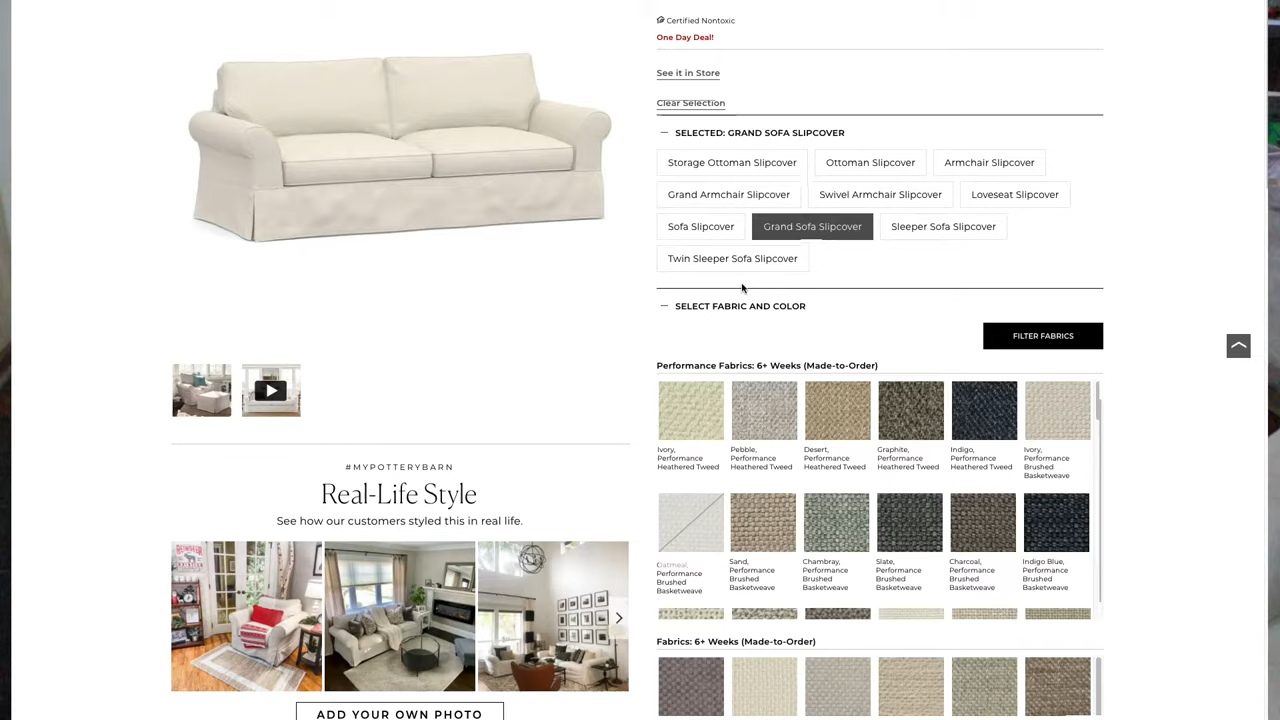 Certified Nontoxic
One Day Deal!
See it in Store
Clear Selection
SELECTED: GRAND SOFA SLIPCOVER
Storage Ottoman Slipcover
Ottoman Slipcover
Armchair Slipcover
Grand Armchair Slipcover
Swivel Armchair Slipcover
Loveseat Slipcover
Sofa Slipcover
Grand Sofa Slipcover
Sleeper Sofa Slipcover
Twin Sleeper Sofa Slipcover
SELECT FABRIC AND COLOR
FILTER FABRICS
Performance Fabrics: 6+ Weeks (Made-to-Order)
Ivory,
Performance
Heathered Tweed
Pebble,
Performance
Heathered Tweed
Desert,
Performance
Heathered Tweed
Graphite,
Performance
Heathered Tweed
Indigo,
Performance
Heathered Tweed
Ivory,
Performance
Brushed
Basketweave
Oatmeal,
Performance
Brushed
Basketweave
Sand,
Performance
Brushed
Basketweave
Chambray,
Performance
Brushed
Basketweave
Slate,
Performance
Brushed
Basketweave
Charcoal,
Performance
Brushed
Basketweave
Indigo Blue,
Performance
Brushed
Basketweave
Fabrics: 6+ Weeks (Made-to-Order)
#MYPOTTERYBARN
Real-Life Style
See how our customers styled this in real life.
ADD YOUR OWN PHOTO